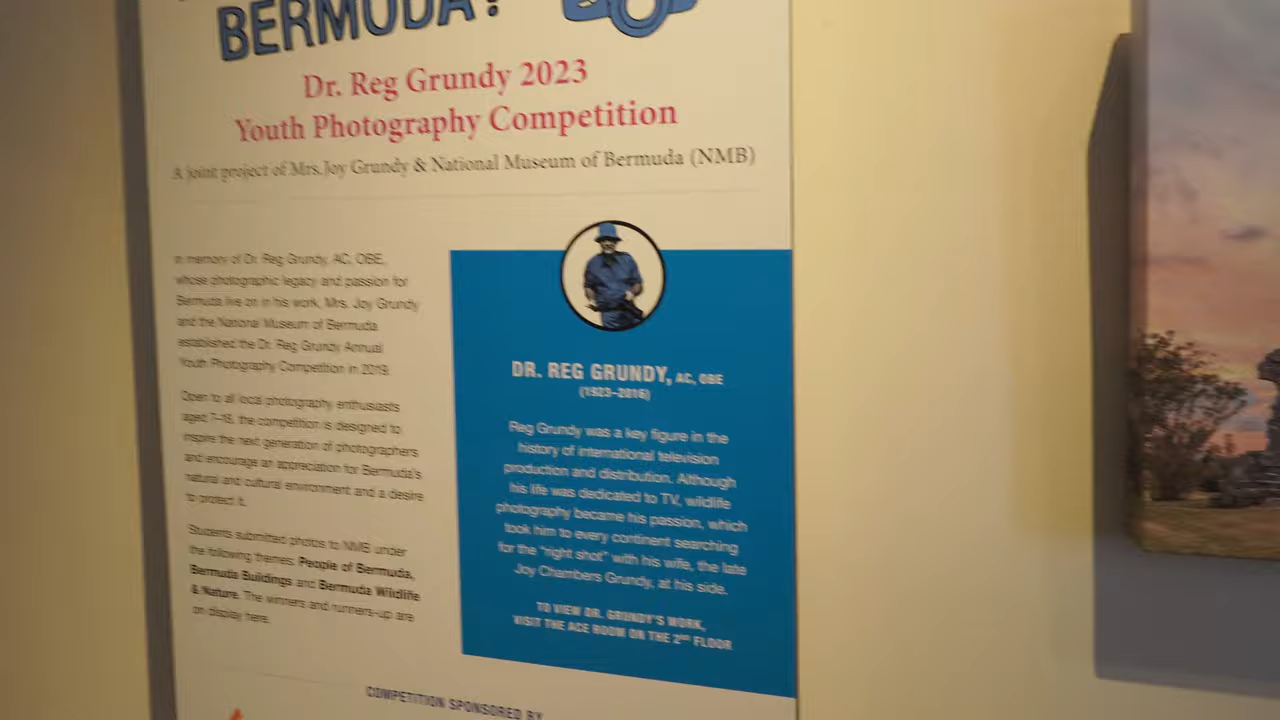 BERMUDA?
Dr. Reg Grundy 2023
Youth Photography Competition
A joint project of Mrs. Joy Grundy & National Museum of Bermuda (NMB)
In memory of Dr. Reg Grundy, AC, OBE,
whose photographic legacy and passion for
Bermuda live on in his work, Mrs. Joy Grundy
and the National Museum of Bermuda
established the Dr. Reg Grundy Annual
Youth Photography Competition in 2019.
Open to all local photography enthusiasts
aged 7–18, the competition is designed to
inspire the next generation of photographers
and encourage an appreciation for Bermuda's
natural and cultural environment and a desire
to protect it.
Students submitted photos to NMB under
the following themes: People of Bermuda,
Bermuda Buildings and Bermuda Wildlife
& Nature. The winners and runners-up are
on display here.
DR. REG GRUNDY, AC, OBE
(1923–2016)
Reg Grundy was a key figure in the
history of international television
production and distribution. Although
his life was dedicated to TV, wildlife
photography became his passion, which
took him to every continent searching
for the "right shot" with his wife, the late
Joy Chambers Grundy, at his side.
TO VIEW DR. GRUNDY'S WORK,
VISIT THE ACE ROOM ON THE 2ND FLOOR
COMPETITION SPONSORED BY